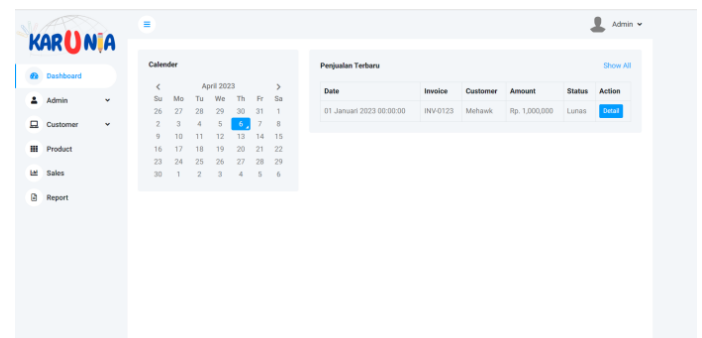 KARUNIA
Admin
Dashboard
Admin
Customer
Product
Sales
Report
Calender
April 2023
Su Mo Tu We Th Fr Sa
26 27 28 29 30 31 1
2 3 4 5 6 7 8
9 10 11 12 13 14 15
16 17 18 19 20 21 22
23 24 25 26 27 28 29
30 1 2 3 4 5 6
Penjualan Terbaru Show All
Date Invoice Customer Amount Status Action
01 Januari 2023 00:00:00 INV-0123 Mehawk Rp. 1,000,000 Lunas Detail